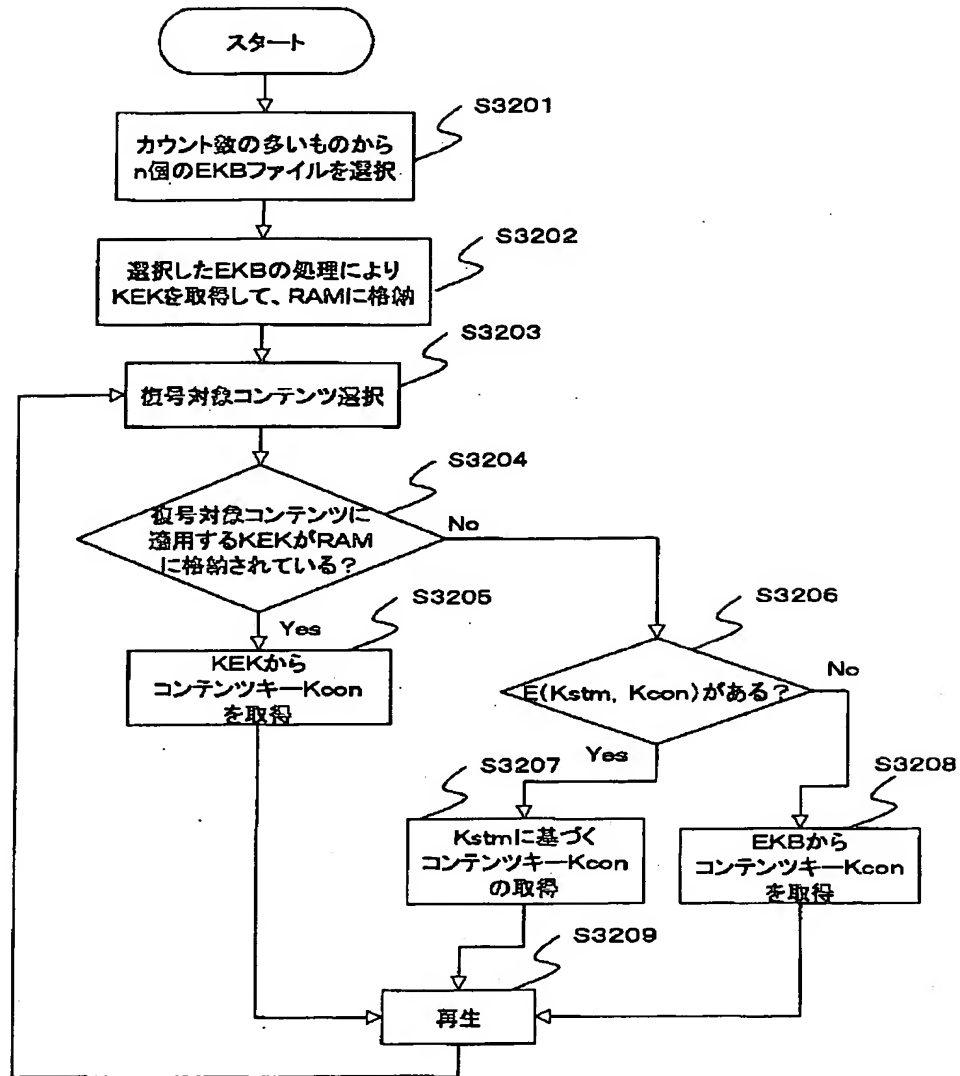 スタート
S3201
カウント数の多いものから
n個のEKBファイルを選択
S3202
選択したEKBの処理により
KEKを取得して、RAMに格納
S3203
復号対象コンテンツ選択
S3204
復号対象コンテンツに
適用するKEKがRAM
に格納されている？
No
Yes
S3205
KEKから
コンテンツキーKcon
を取得
S3206
E(Kstm, Kcon)がある？
No
Yes
S3207
Kstmに基づく
コンテンツキーKcon
の取得
S3208
EKBから
コンテンツキーKcon
を取得
S3209
再生